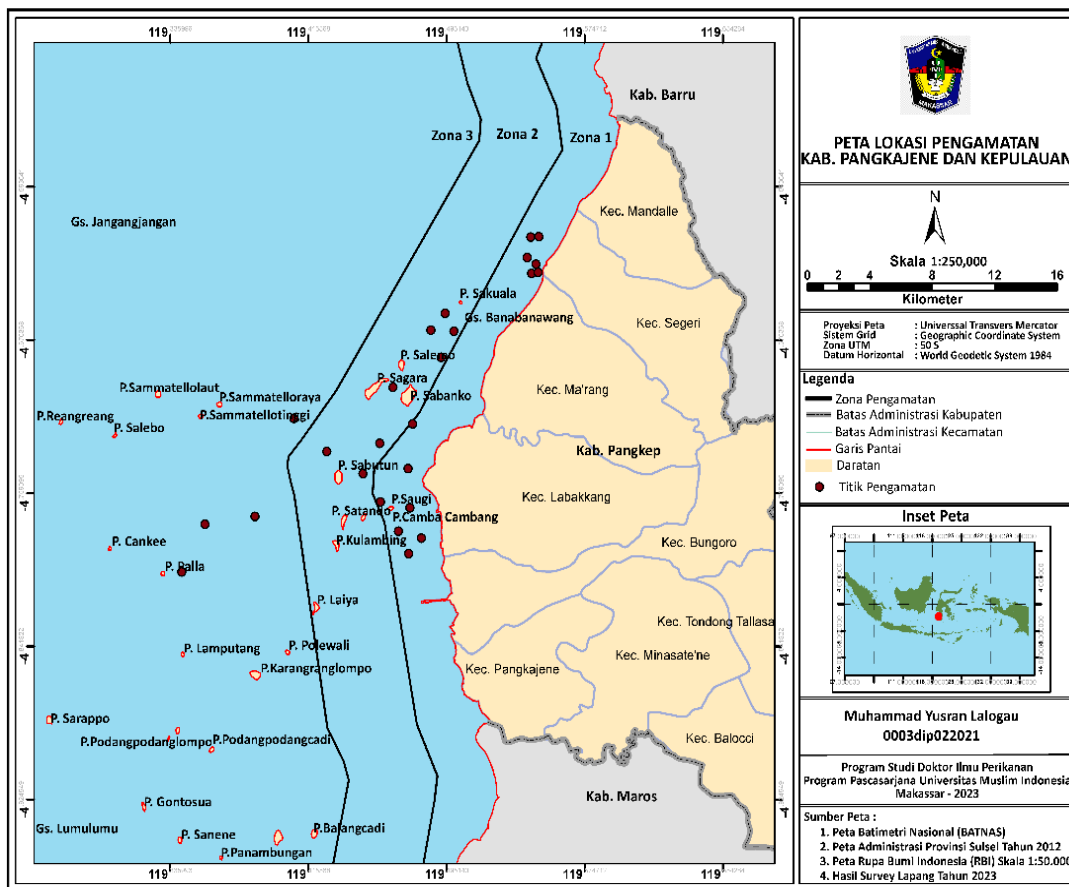 119 119 119 119 119
Kab. Barru
Zona 3
Zona 2
Zona 1
Kec. Mandalle
Gs. Jangangjangan
P. Sakuala
Gs. Banabanawang
Kec. Segeri
P. Salemo
P. Sagara
P. Sabanko
Kec. Ma'rang
P.Sammatellolaut
P.Sammatelloraya
P.Sammatellotinggi
P.Reangreang
P. Salebo
Kab. Pangkep
P. Sabutun
Kec. Labakkang
P.Saugi
P. Satando
P.Camba Cambang
P.Kulambing
Kec. Bungoro
P. Cankee
P. Palla
P. Laiya
Kec. Tondong Tallasa
P. Lamputang
P. Polewali
Kec. Minasate'ne
P.Karangranglompo
Kec. Pangkajene
P. Sarappo
P.Podangpodanglompo
P.Podangpodangcadi
Kec. Balocci
P. Gontosua
Kab. Maros
Gs. Lumulumu
P. Sanene
P.Balangcadi
P.Panambungan
119 119 119 119 119
MAKASSAR
PETA LOKASI PENGAMATAN
KAB. PANGKAJENE DAN KEPULAUAN
N
Skala 1:250,000
0 2 4 8 12 16
Kilometer
Proyeksi Peta : Universsal Transvers Mercator
Sistem Grid : Geographic Coordinate System
Zona UTM : 50 S
Datum Horizontal : World Geodetic System 1984
Legenda
Zona Pengamatan
Batas Administrasi Kabupaten
Batas Administrasi Kecamatan
Garis Pantai
Daratan
Titik Pengamatan
Inset Peta
Muhammad Yusran Lalogau
0003dip022021
Program Studi Doktor Ilmu Perikanan
Program Pascasarjana Universitas Muslim Indonesia
Makassar - 2023
Sumber Peta :
1. Peta Batimetri Nasional (BATNAS)
2. Peta Administrasi Provinsi Sulsel Tahun 2012
3. Peta Rupa Bumi Indonesia (RBI) Skala 1:50.000
4. Hasil Survey Lapang Tahun 2023